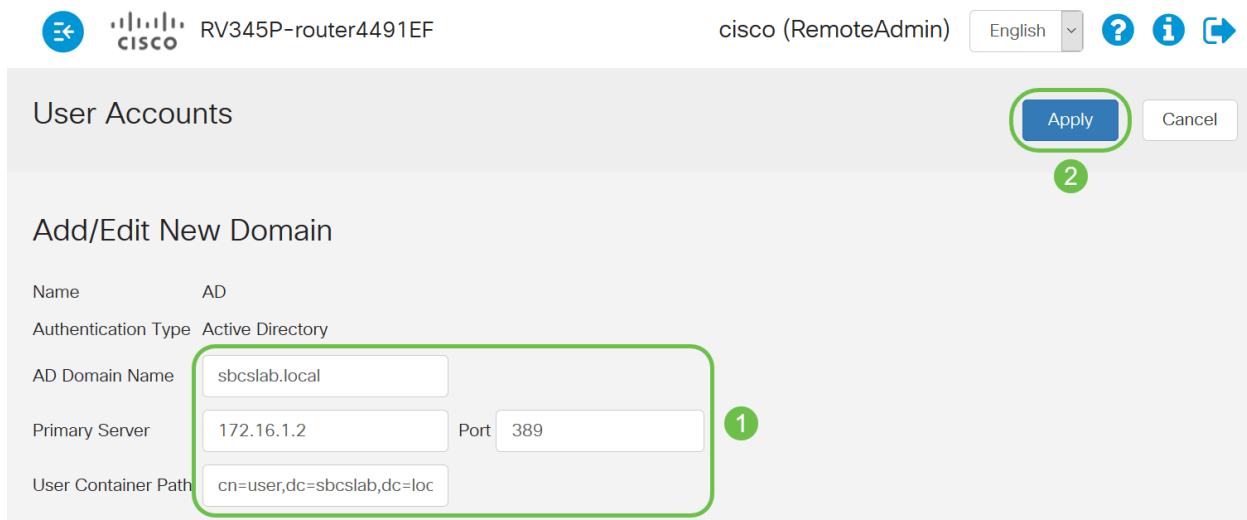 CISCO RV345P-router4491EF cisco (RemoteAdmin) English ? i
User Accounts Apply Cancel
2
Add/Edit New Domain
Name AD
Authentication Type Active Directory
AD Domain Name sbcslab.local
Primary Server 172.16.1.2 Port 389 1
User Container Path cn=user,dc=sbcslab,dc=loc